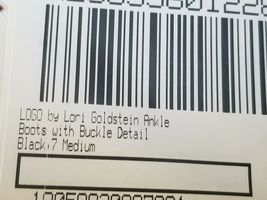 LOGO by Lori Goldstein Ankle
Boots with Buckle Detail
Black,7 Medium